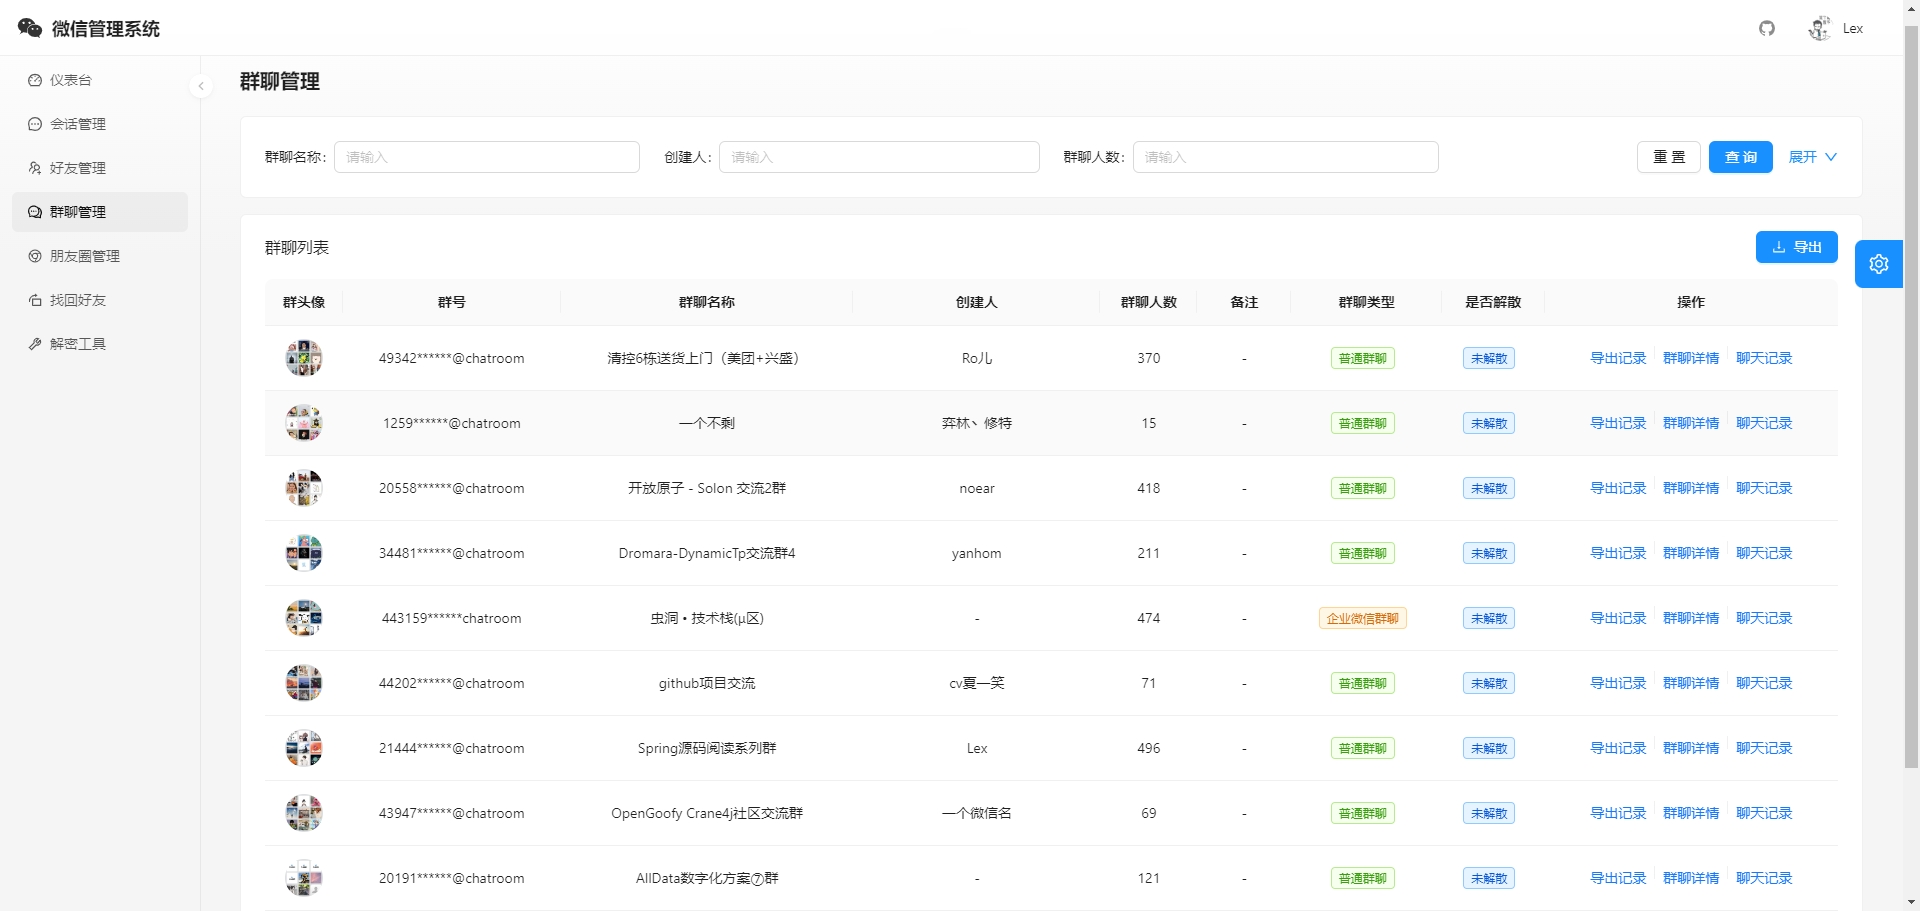 微信管理系统
Lex
仪表台
会话管理
好友管理
群聊管理
朋友圈管理
找回好友
解密工具
群聊管理
群聊名称： 请输入 创建人： 请输入 群聊人数： 请输入 重 置 查 询 展开
群聊列表 导出
群头像 群号 群聊名称 创建人 群聊人数 备注 群聊类型 是否解散 操作
49342******@chatroom 清控6栋送货上门（美团+兴盛） Ro儿 370 - 普通群聊 未解散 导出记录 群聊详情 聊天记录
1259******@chatroom 一个不剩 弈林丶修特 15 - 普通群聊 未解散 导出记录 群聊详情 聊天记录
20558******@chatroom 开放原子 - Solon 交流2群 noear 418 - 普通群聊 未解散 导出记录 群聊详情 聊天记录
34481******@chatroom Dromara-DynamicTp交流群4 yanhom 211 - 普通群聊 未解散 导出记录 群聊详情 聊天记录
443159******chatroom 虫洞 • 技术栈(μ区) - 474 - 企业微信群聊 未解散 导出记录 群聊详情 聊天记录
44202******@chatroom github项目交流 cv夏一笑 71 - 普通群聊 未解散 导出记录 群聊详情 聊天记录
21444******@chatroom Spring源码阅读系列群 Lex 496 - 普通群聊 未解散 导出记录 群聊详情 聊天记录
43947******@chatroom OpenGoofy Crane4j社区交流群 一个微信名 69 - 普通群聊 未解散 导出记录 群聊详情 聊天记录
20191******@chatroom AllData数字化方案⑦群 - 121 - 普通群聊 未解散 导出记录 群聊详情 聊天记录